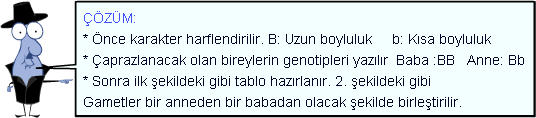 ÇÖZÜM:
* Önce karakter harflendirilir. B: Uzun boyluluk b: Kısa boyluluk
* Çaprazlanacak olan bireylerin genotipleri yazılır Baba :BB Anne: Bb
* Sonra ilk şekildeki gibi tablo hazırlanır. 2. şekildeki gibi
Gametler bir anneden bir babadan olacak şekilde birleştirilir.